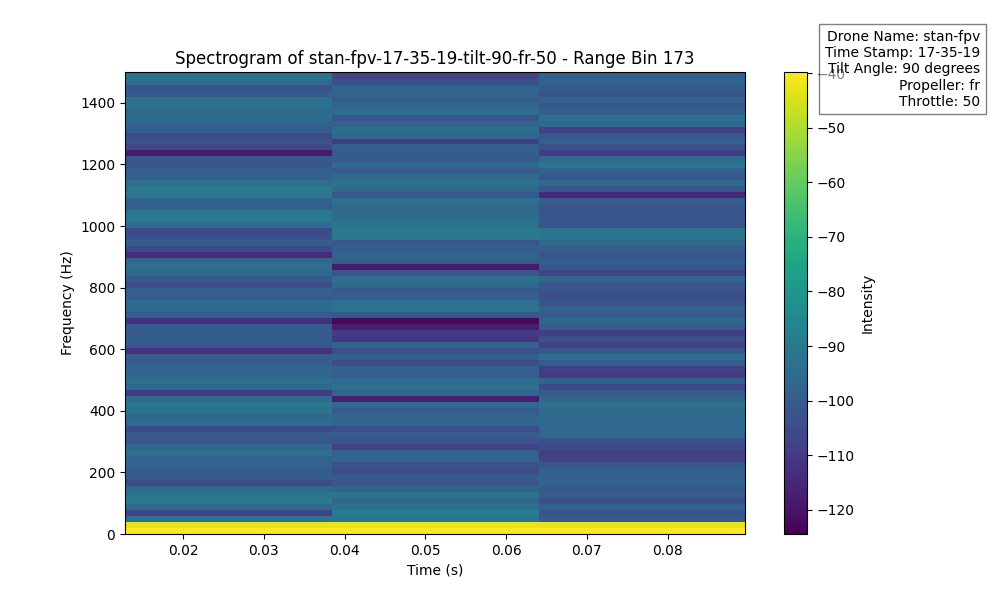 Drone Name: stan-fpv
Time Stamp: 17-35-19
Tilt Angle: 90 degrees
Propeller: fr
Throttle: 50
Spectrogram of stan-fpv-17-35-19-tilt-90-fr-50 - Range Bin 173
Frequency (Hz)
1400
1200
1000
800
600
400
200
0
0.02 0.03 0.04 0.05 0.06 0.07 0.08
Time (s)
−40
−50
−60
−70
−80
−90
−100
−110
−120
Intensity